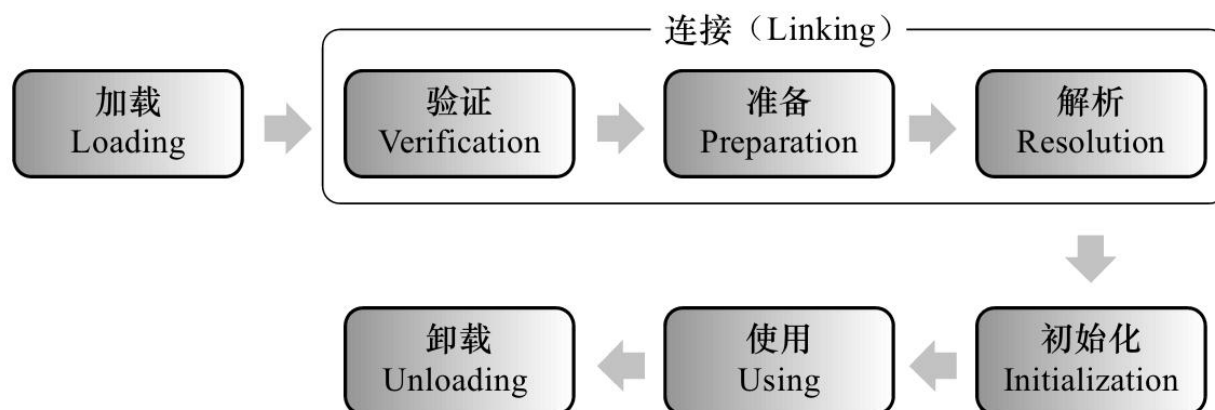 连接（Linking）
加载
Loading
验证
Verification
准备
Preparation
解析
Resolution
卸载
Unloading
使用
Using
初始化
Initialization